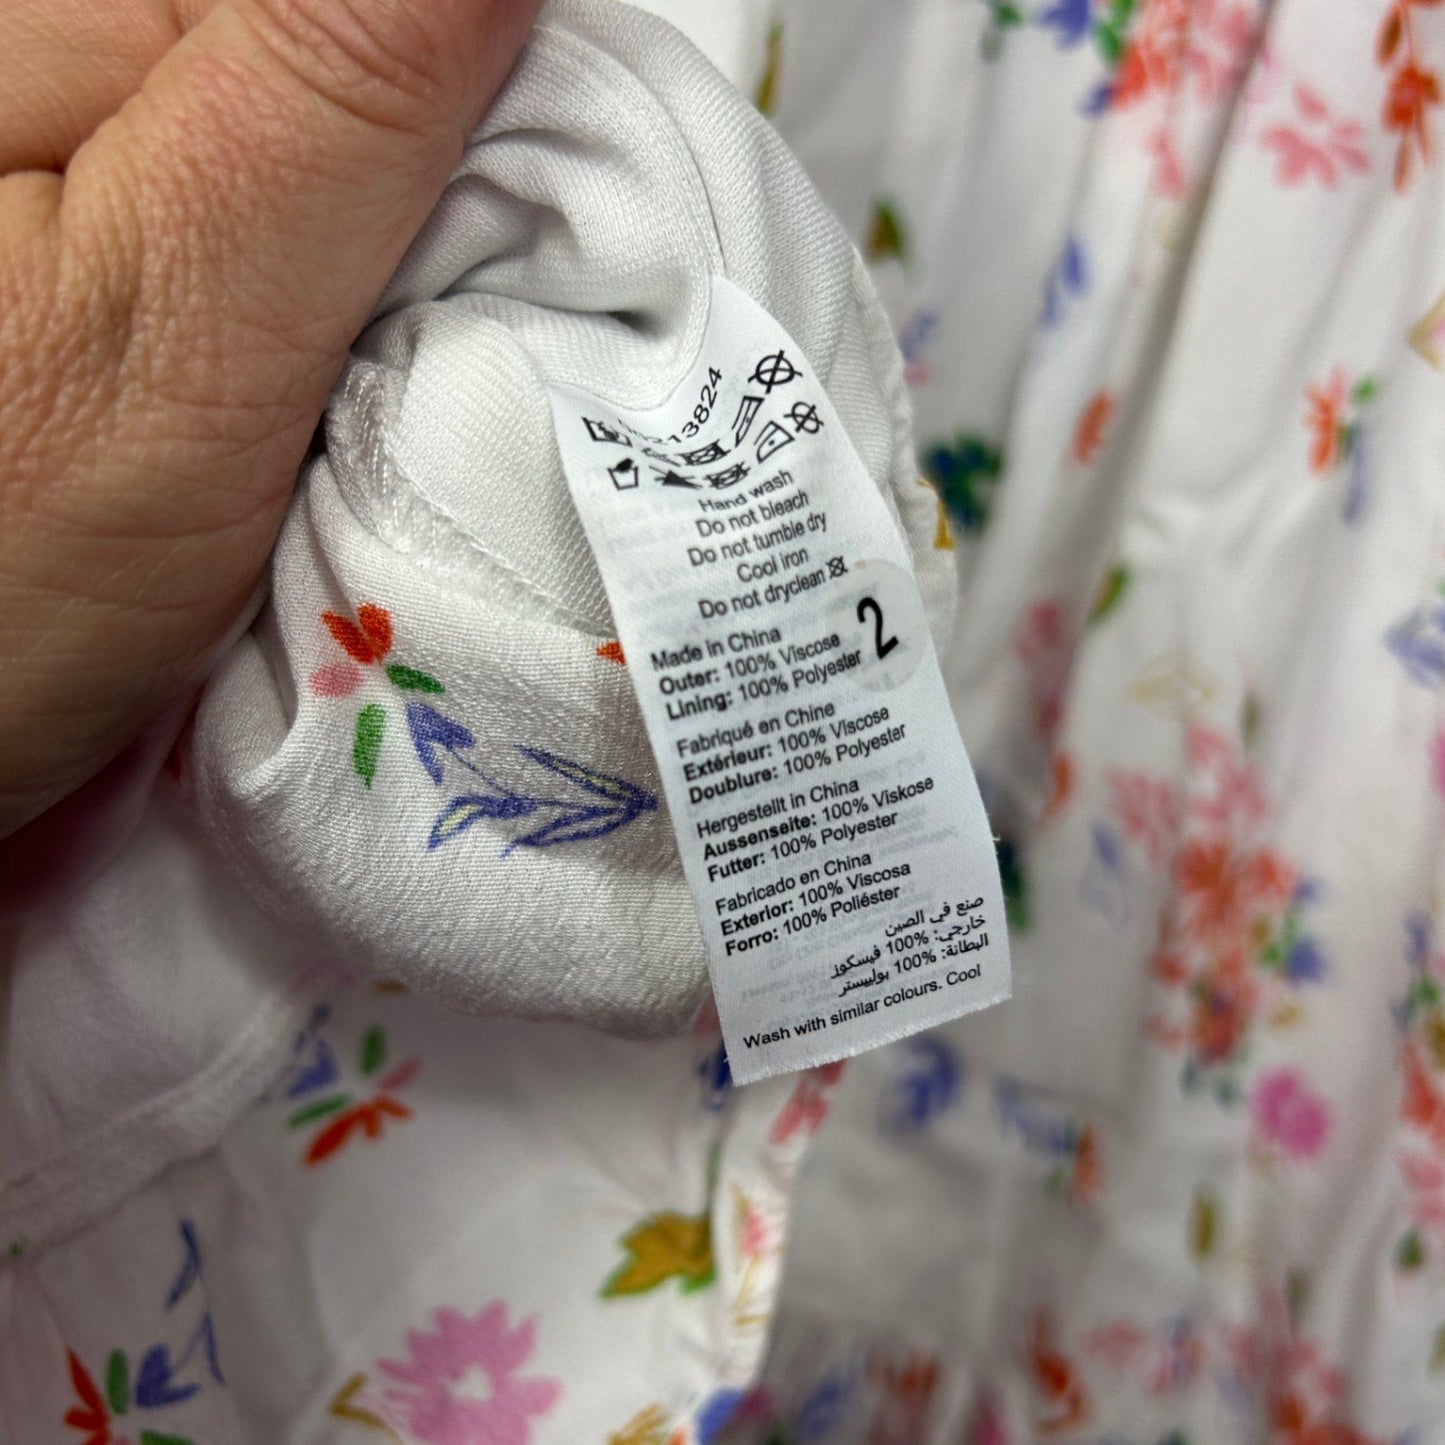 13824
Hand wash
Do not bleach
Do not tumble dry
Cool iron
Do not dryclean
2
Made in China
Outer: 100% Viscose
Lining: 100% Polyester
Fabriqué en Chine
Extérieur: 100% Viscose
Doublure: 100% Polyester
Hergestellt in China
Aussenseite: 100% Viskose
Futter: 100% Polyester
Fabricado en China
Exterior: 100% Viscosa
Forro: 100% Poliéster
صنع في الصين
خارجي: 100% فيسكوز
البطانة: 100% بوليستر
Wash with similar colours. Cool